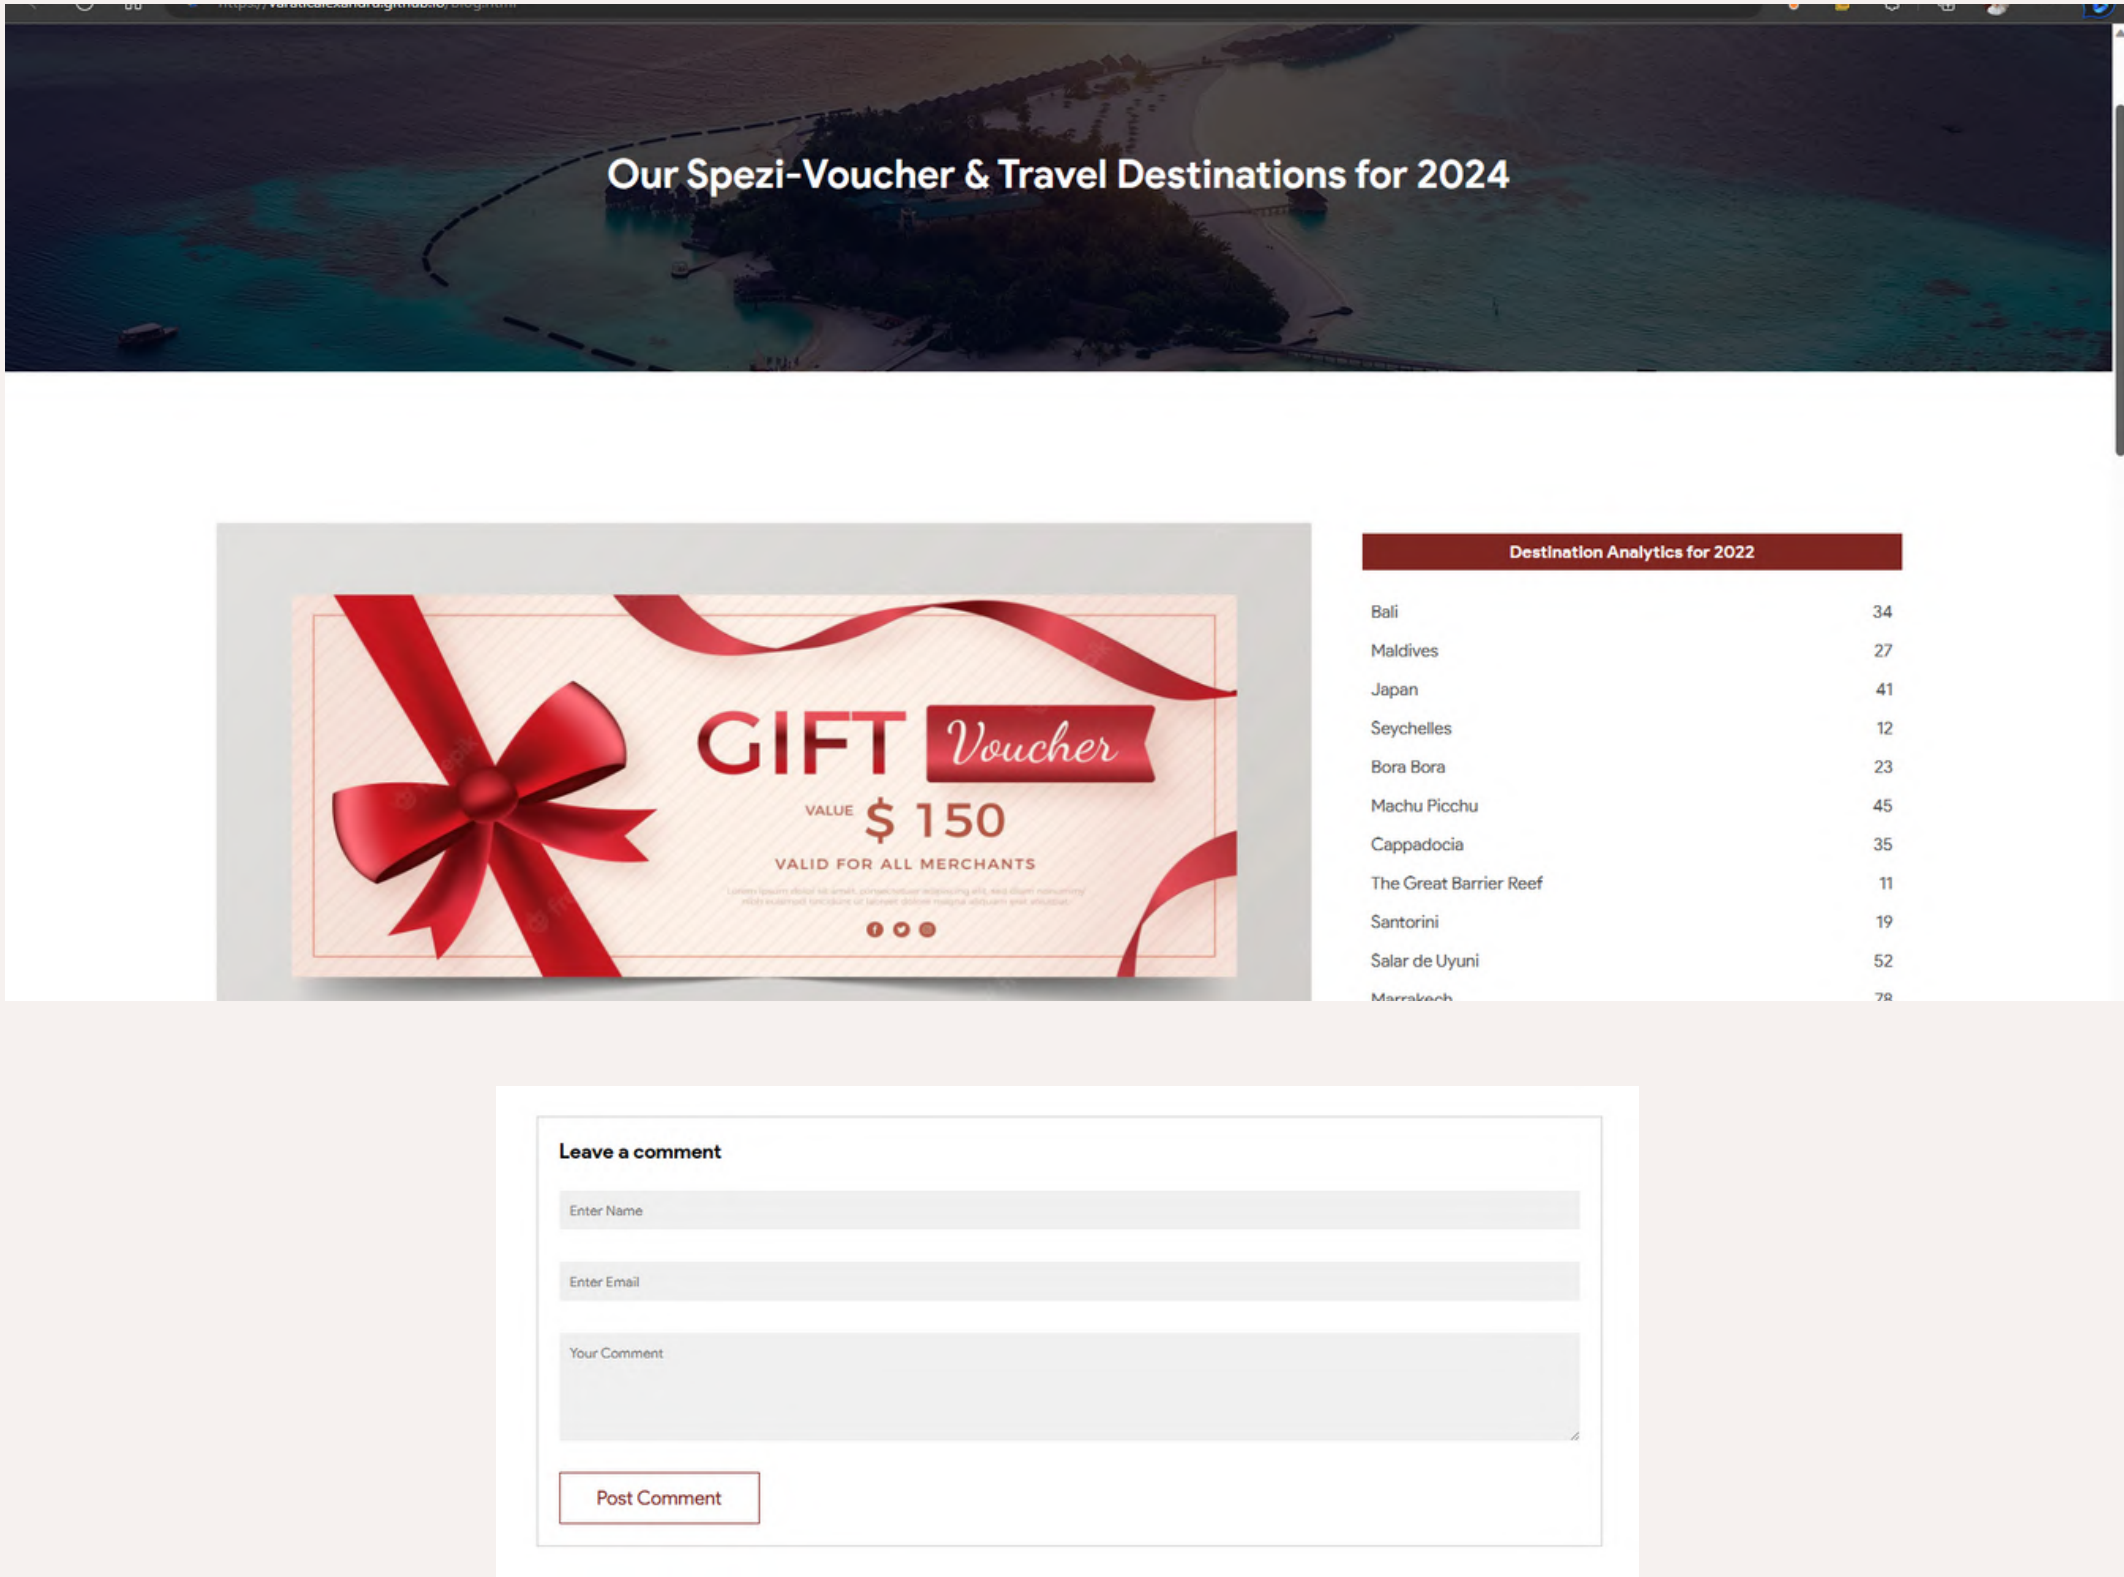 Our Spezi-Voucher & Travel Destinations for 2024
GIFT Voucher
VALUE $ 150
VALID FOR ALL MERCHANTS
Destination Analytics for 2022
Bali 34
Maldives 27
Japan 41
Seychelles 12
Bora Bora 23
Machu Picchu 45
Cappadocia 35
The Great Barrier Reef 11
Santorini 19
Salar de Uyuni 52
Marrakech 78
Leave a comment
Enter Name
Enter Email
Your Comment
Post Comment